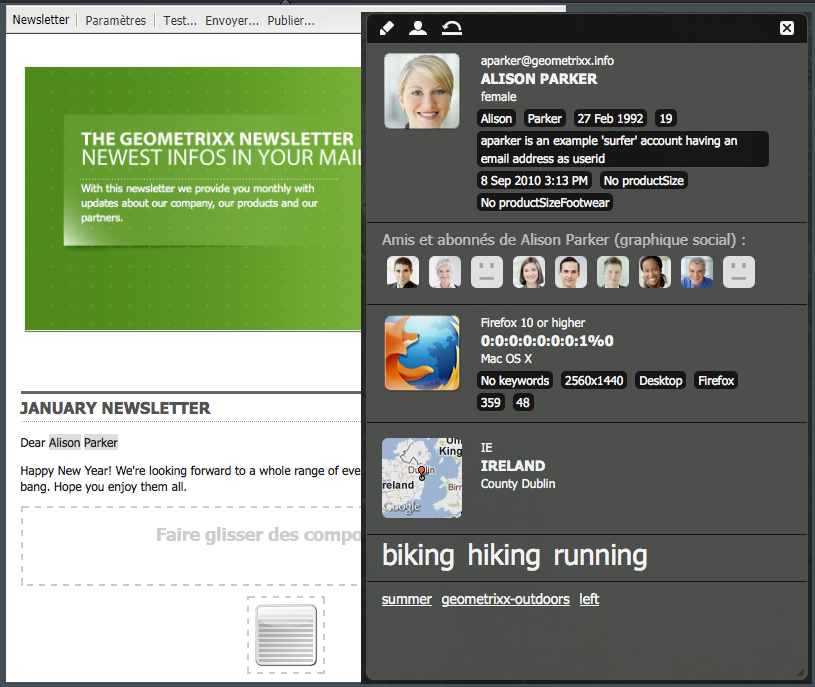 Newsletter Paramètres Test... Envoyer... Publier...
THE GEOMETRIXX NEWSLETTER
NEWEST INFOS IN YOUR MAIL
With this newsletter we provide you monthly with
updates about our company, our products and our
partners.
JANUARY NEWSLETTER
Dear Alison Parker
Happy New Year! We're looking forward to a whole range of eve
bang. Hope you enjoy them all.
Faire glisser des compo
aparker@geometrixx.info
ALISON PARKER
female
Alison Parker 27 Feb 1992 19
aparker is an example 'surfer' account having an
email address as userid
8 Sep 2010 3:13 PM No productSize
No productSizeFootwear
Amis et abonnés de Alison Parker (graphique social) :
Firefox 10 or higher
0:0:0:0:0:0:0:1%0
Mac OS X
No keywords 2560x1440 Desktop Firefox
359 48
Un
King
Dublin
reland
Birr
Google
IE
IRELAND
County Dublin
biking hiking running
summer geometrixx-outdoors left